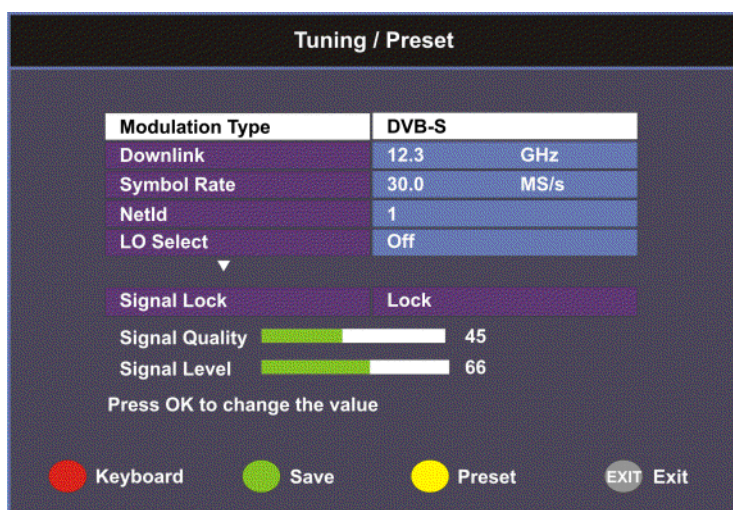 Tuning / Preset
Modulation Type DVB-S
Downlink 12.3 GHz
Symbol Rate 30.0 MS/s
NetId 1
LO Select Off
Signal Lock Lock
Signal Quality 45
Signal Level 66
Press OK to change the value
Keyboard Save Preset EXIT Exit